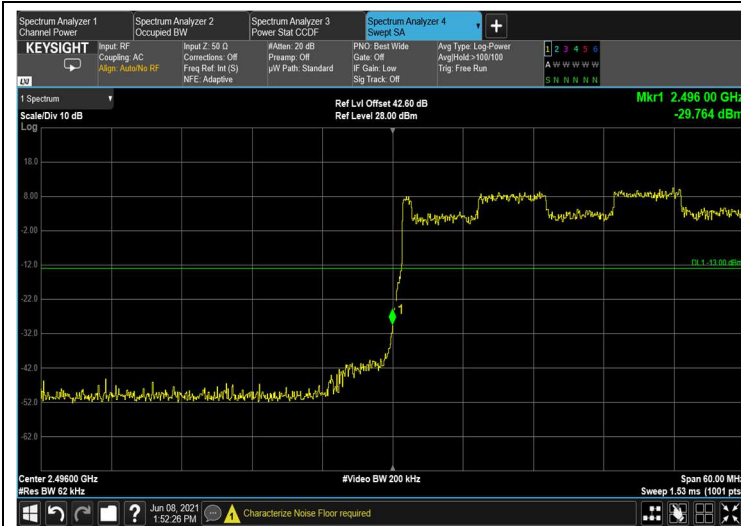 Spectrum Analyzer 1
Channel Power
Spectrum Analyzer 2
Occupied BW
Spectrum Analyzer 3
Power Stat CCDF
Spectrum Analyzer 4
Swept SA
KEYSIGHT
Input: RF
Coupling: AC
Align: Auto/No RF
Input Z: 50 Ω
Corrections: Off
Freq Ref: Int (S)
NFE: Adaptive
#Atten: 20 dB
Preamp: Off
µW Path: Standard
PNO: Best Wide
Gate: Off
IF Gain: Low
Sig Track: Off
Avg Type: Log-Power
Avg|Hold:>100/100
Trig: Free Run
1 2 3 4 5 6
A W W W W W
S N N N N N
LXI
1 Spectrum
Scale/Div 10 dB
Log
Ref Lvl Offset 42.60 dB
Ref Level 28.00 dBm
Mkr1 2.496 00 GHz
-29.764 dBm
18.0
8.00
-2.00
-12.0
-22.0
-32.0
-42.0
-52.0
-62.0
DL1 -13.00 dBm
1
Center 2.49600 GHz
#Res BW 62 kHz
#Video BW 200 kHz
Span 60.00 MHz
Sweep 1.53 ms (1001 pts)
?
Jun 08, 2021
1:52:26 PM
Characterize Noise Floor required